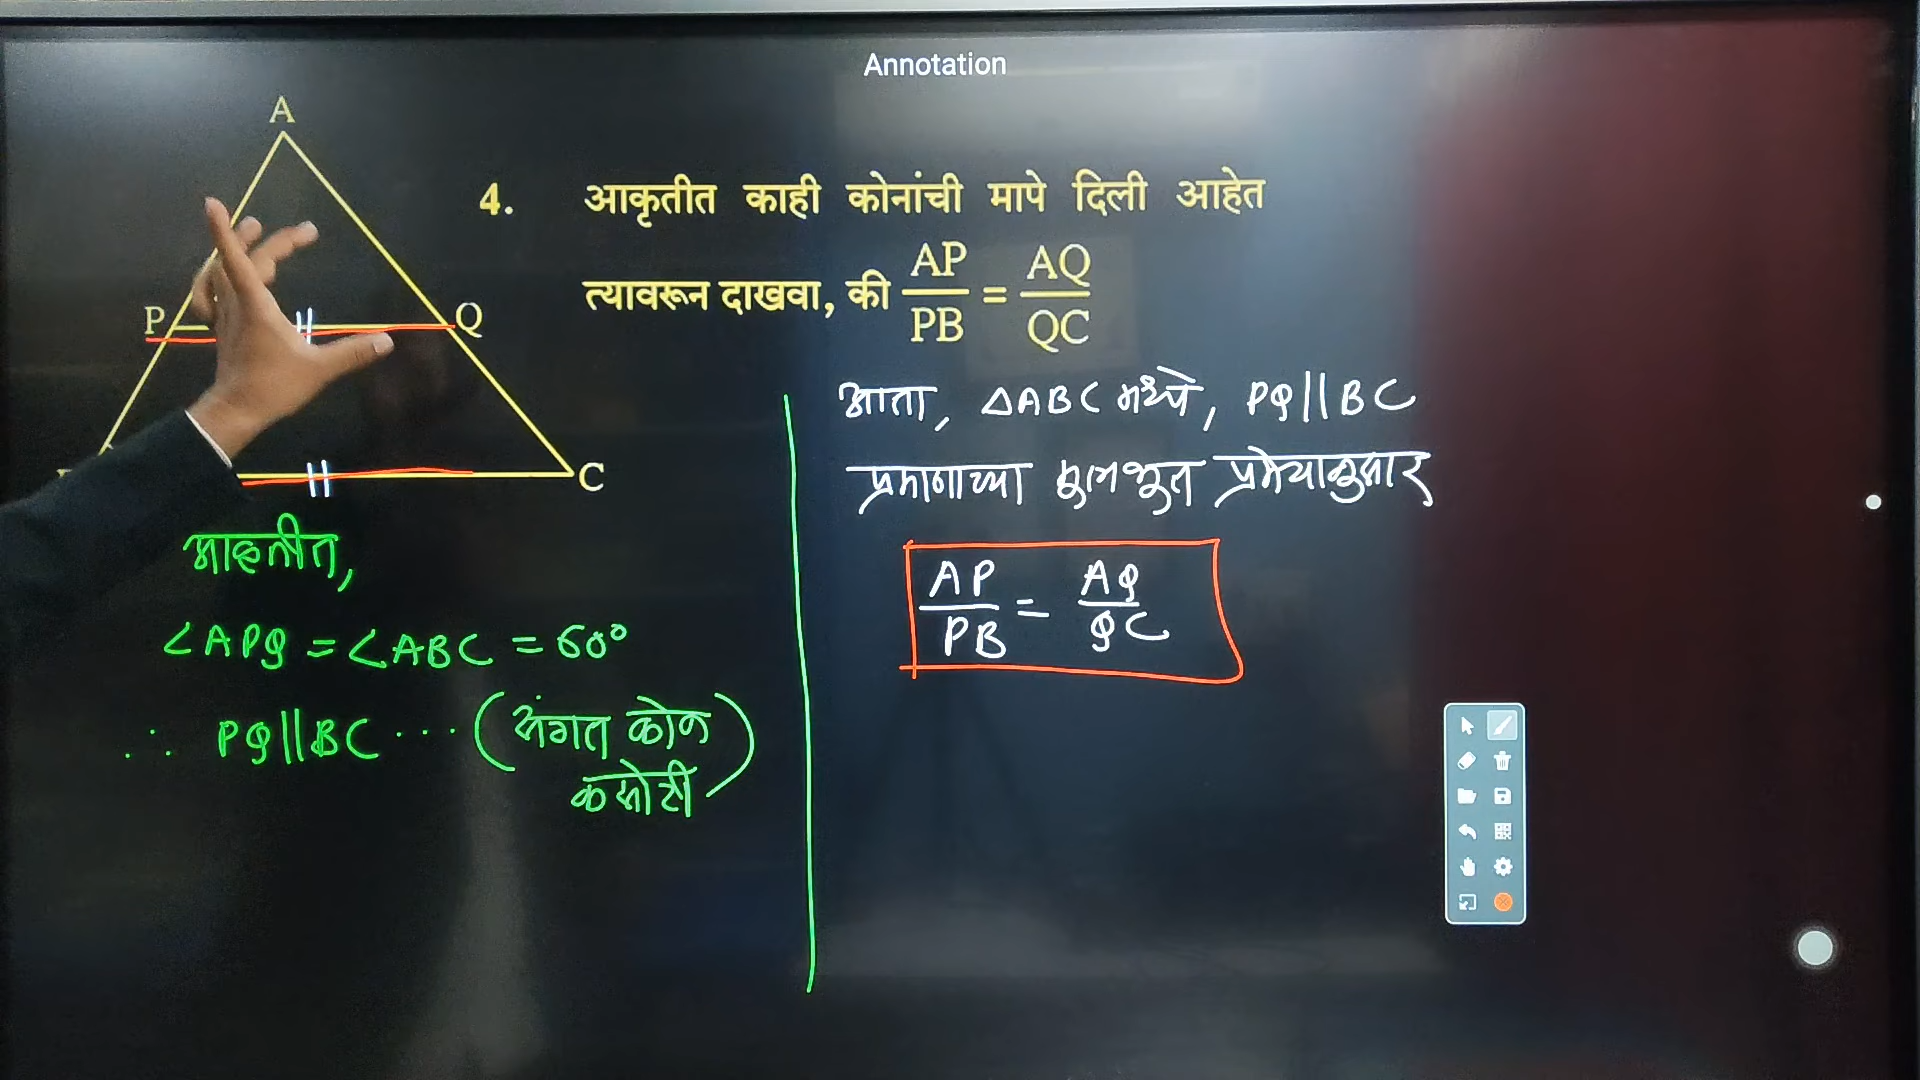 Annotation
A
P
Q
C
4. आकृतीत काही कोनांची मापे दिली आहेत
त्यावरून दाखवा, की AP/PB = AQ/QC
आकृतीत,
∠APQ = ∠ABC = 60°
∴ PQ||BC ... (संगत कोन
कसोटी)
आता, △ABC मध्ये, PQ||BC
प्रमाणाच्या मूलभूत प्रमेयानुसार
AP/PB = AQ/QC